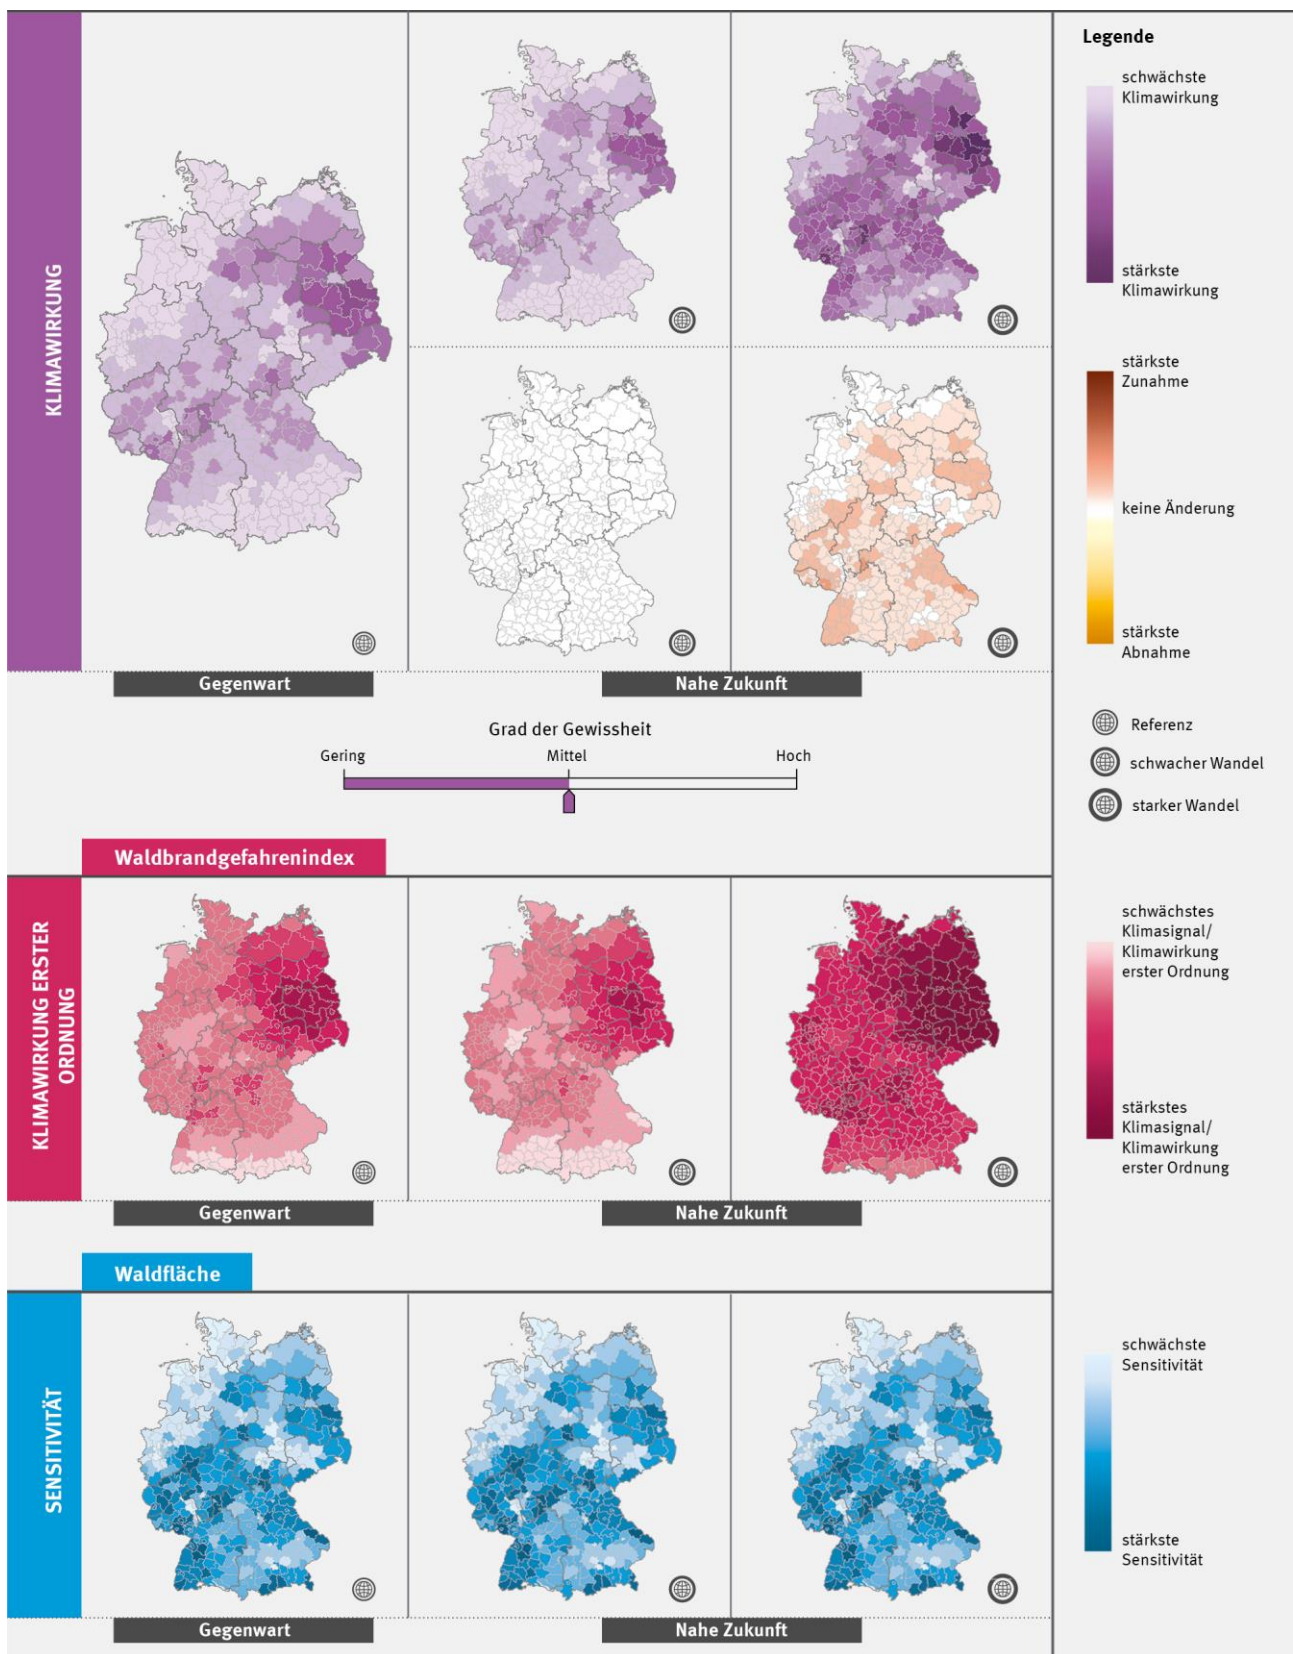 KLIMAWIRKUNG
Gegenwart
Nahe Zukunft
Grad der Gewissheit
Gering
Mittel
Hoch
Waldbrandgefahrenindex
KLIMAWIRKUNG ERSTER
ORDNUNG
Gegenwart
Nahe Zukunft
Waldfläche
SENSITIVITÄT
Gegenwart
Nahe Zukunft
Legende
schwächste
Klimawirkung
stärkste
Klimawirkung
stärkste
Zunahme
keine Änderung
stärkste
Abnahme
Referenz
schwacher Wandel
starker Wandel
schwächstes
Klimasignal/
Klimawirkung
erster Ordnung
stärkstes
Klimasignal/
Klimawirkung
erster Ordnung
schwächste
Sensitivität
stärkste
Sensitivität